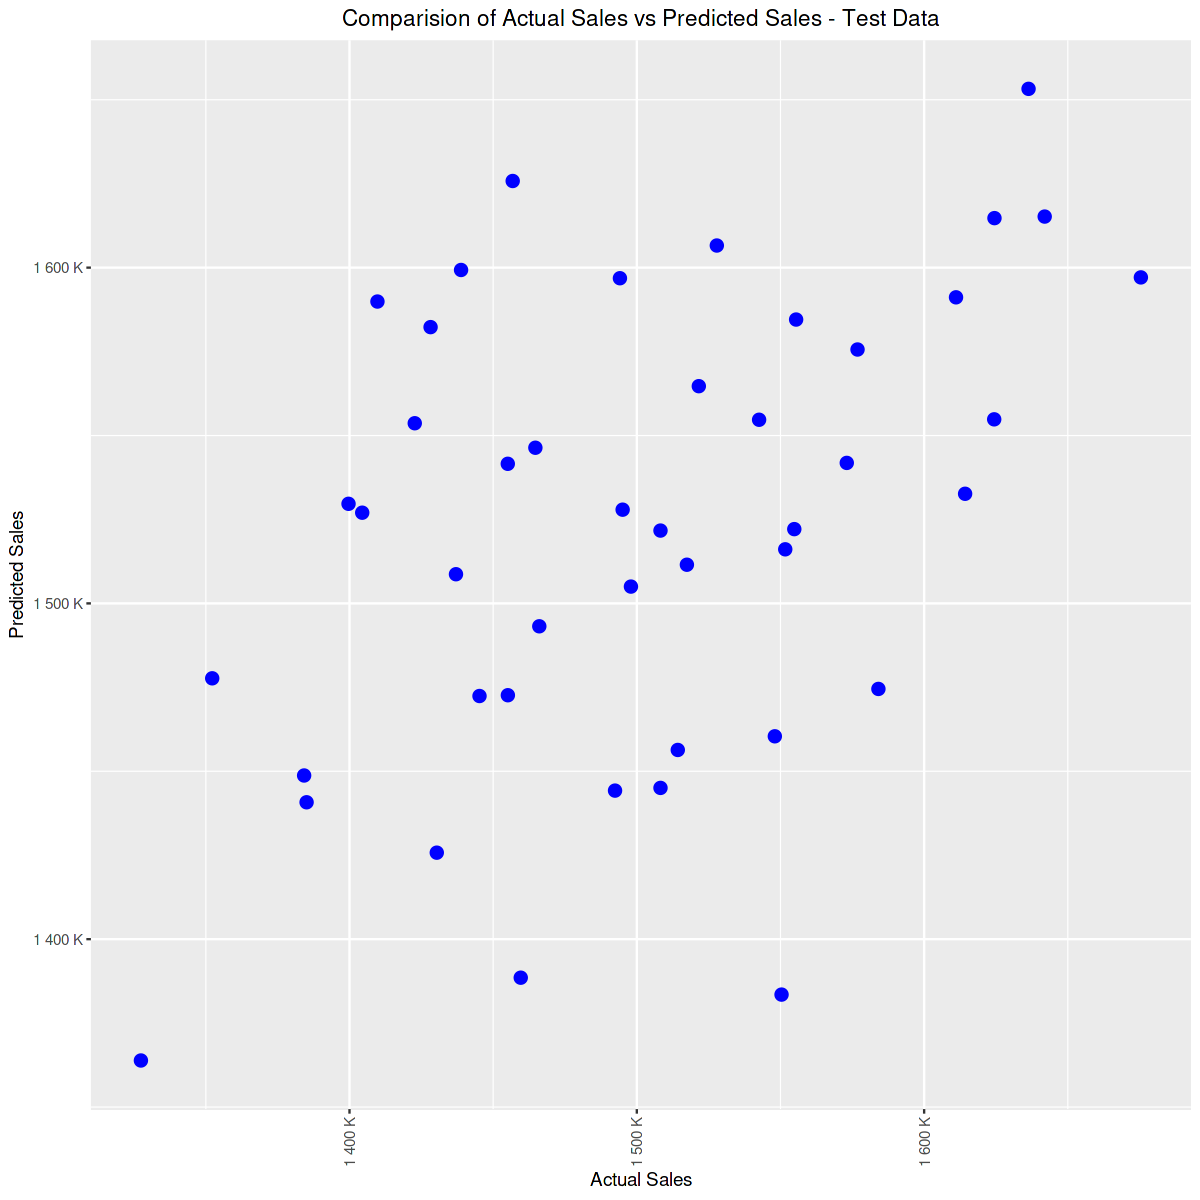 Comparision of Actual Sales vs Predicted Sales - Test Data
Predicted Sales
1 600 K
1 500 K
1 400 K
1 400 K
1 500 K
1 600 K
Actual Sales